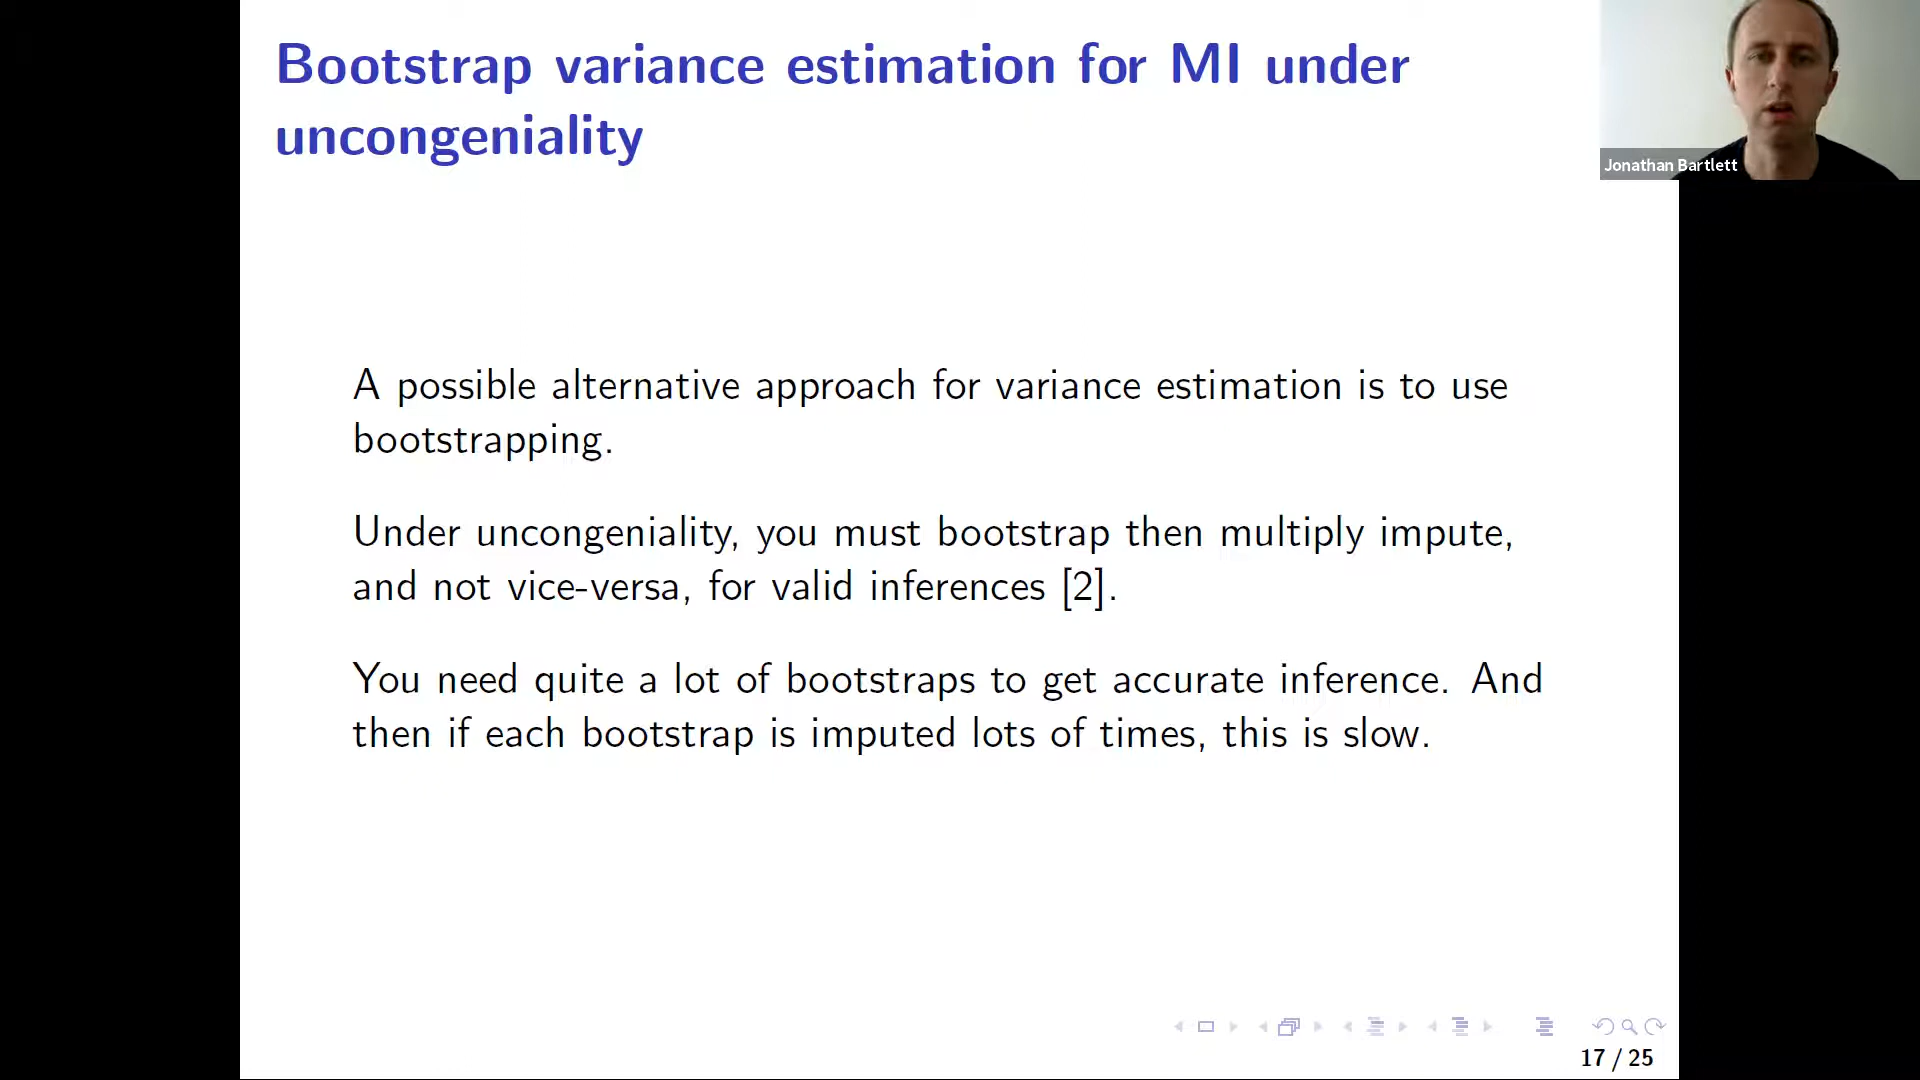 Bootstrap variance estimation for MI under
uncongeniality
Jonathan Bartlett
A possible alternative approach for variance estimation is to use
bootstrapping.
Under uncongeniality, you must bootstrap then multiply impute,
and not vice-versa, for valid inferences [2].
You need quite a lot of bootstraps to get accurate inference. And
then if each bootstrap is imputed lots of times, this is slow.
17 / 25